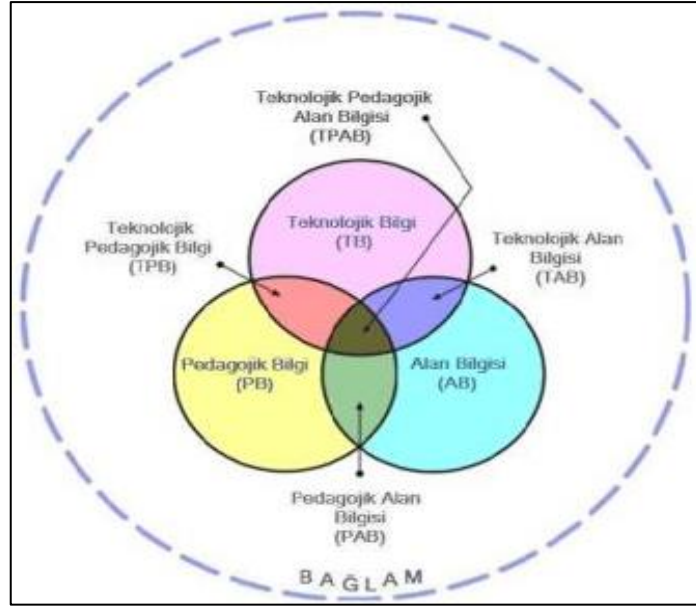 Teknolojik Pedagojik
Alan Bilgisi
(TPAB)
Teknolojik Bilgi
(TB)
Teknolojik
Pedagojik Bilgi
(TPB)
Teknolojik Alan
Bilgisi
(TAB)
Pedagojik Bilgi
(PB)
Alan Bilgisi
(AB)
Pedagojik Alan
Bilgisi
(PAB)
BAĞLAM